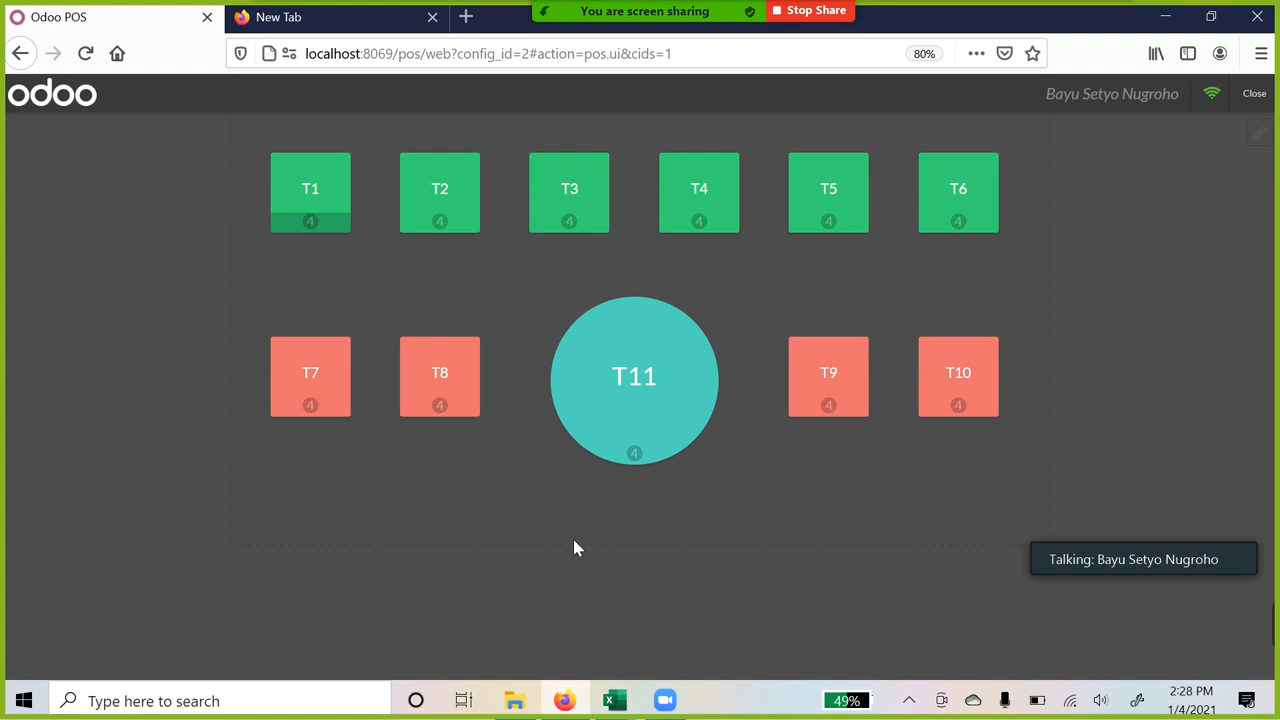 You are screen sharing
Stop Share
Odoo POS
New Tab
localhost:8069/pos/web?config_id=2#action=pos.ui&cids=1
80%
odoo
Bayu Setyo Nugroho
Close
T1
T2
T3
T4
T5
T6
4
4
4
4
4
4
T7
T8
T11
T9
T10
4
4
4
4
4
Talking: Bayu Setyo Nugroho
Type here to search
49%
2:28 PM
1/4/2021